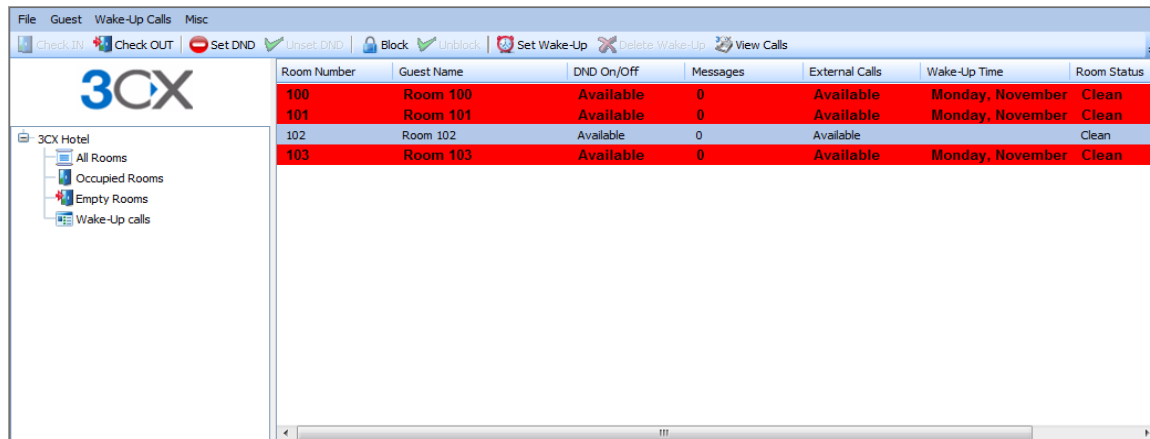 File Guest Wake-Up Calls Misc
Check IN Check OUT Set DND Unset DND Block Unblock Set Wake-Up Delete Wake-Up View Calls
3CX
3CX Hotel
All Rooms
Occupied Rooms
Empty Rooms
Wake-Up calls
Room Number Guest Name DND On/Off Messages External Calls Wake-Up Time Room Status
100 Room 100 Available 0 Available Monday, November Clean
101 Room 101 Available 0 Available Monday, November Clean
102 Room 102 Available 0 Available Clean
103 Room 103 Available 0 Available Monday, November Clean